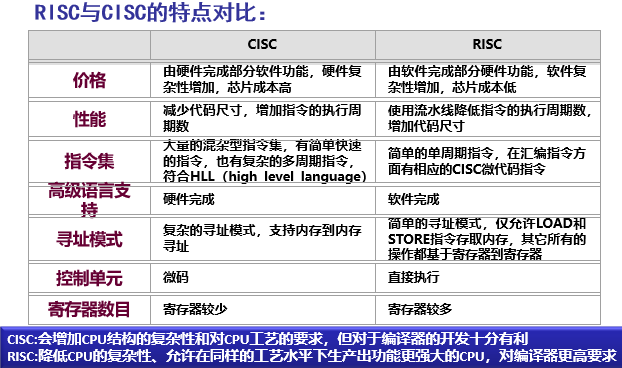 RISC与CISC的特点对比：
CISC RISC
价格
由硬件完成部分软件功能，硬件复
杂性增加，芯片成本高
由软件完成部分硬件功能，软件复
杂性增加，芯片成本低
性能
减少代码尺寸，增加指令的执行周
期数
使用流水线降低指令的执行周期数，
增加代码尺寸
指令集
大量的混杂型指令集，有简单快速
的指令，也有复杂的多周期指令，
符合HLL（high level language）
简单的单周期指令，在汇编指令方
面有相应的CISC微代码指令
高级语言支
持
硬件完成
软件完成
寻址模式
复杂的寻址模式，支持内存到内存
寻址
简单的寻址模式，仅允许LOAD和
STORE指令存取内存，其它所有的
操作都基于寄存器到寄存器
控制单元
微码
直接执行
寄存器数目
寄存器较少
寄存器较多
CISC:会增加CPU结构的复杂性和对CPU工艺的要求，但对于编译器的开发十分有利
RISC:降低CPU的复杂性、允许在同样的工艺水平下生产出功能更强大的CPU，对编译器更高要求